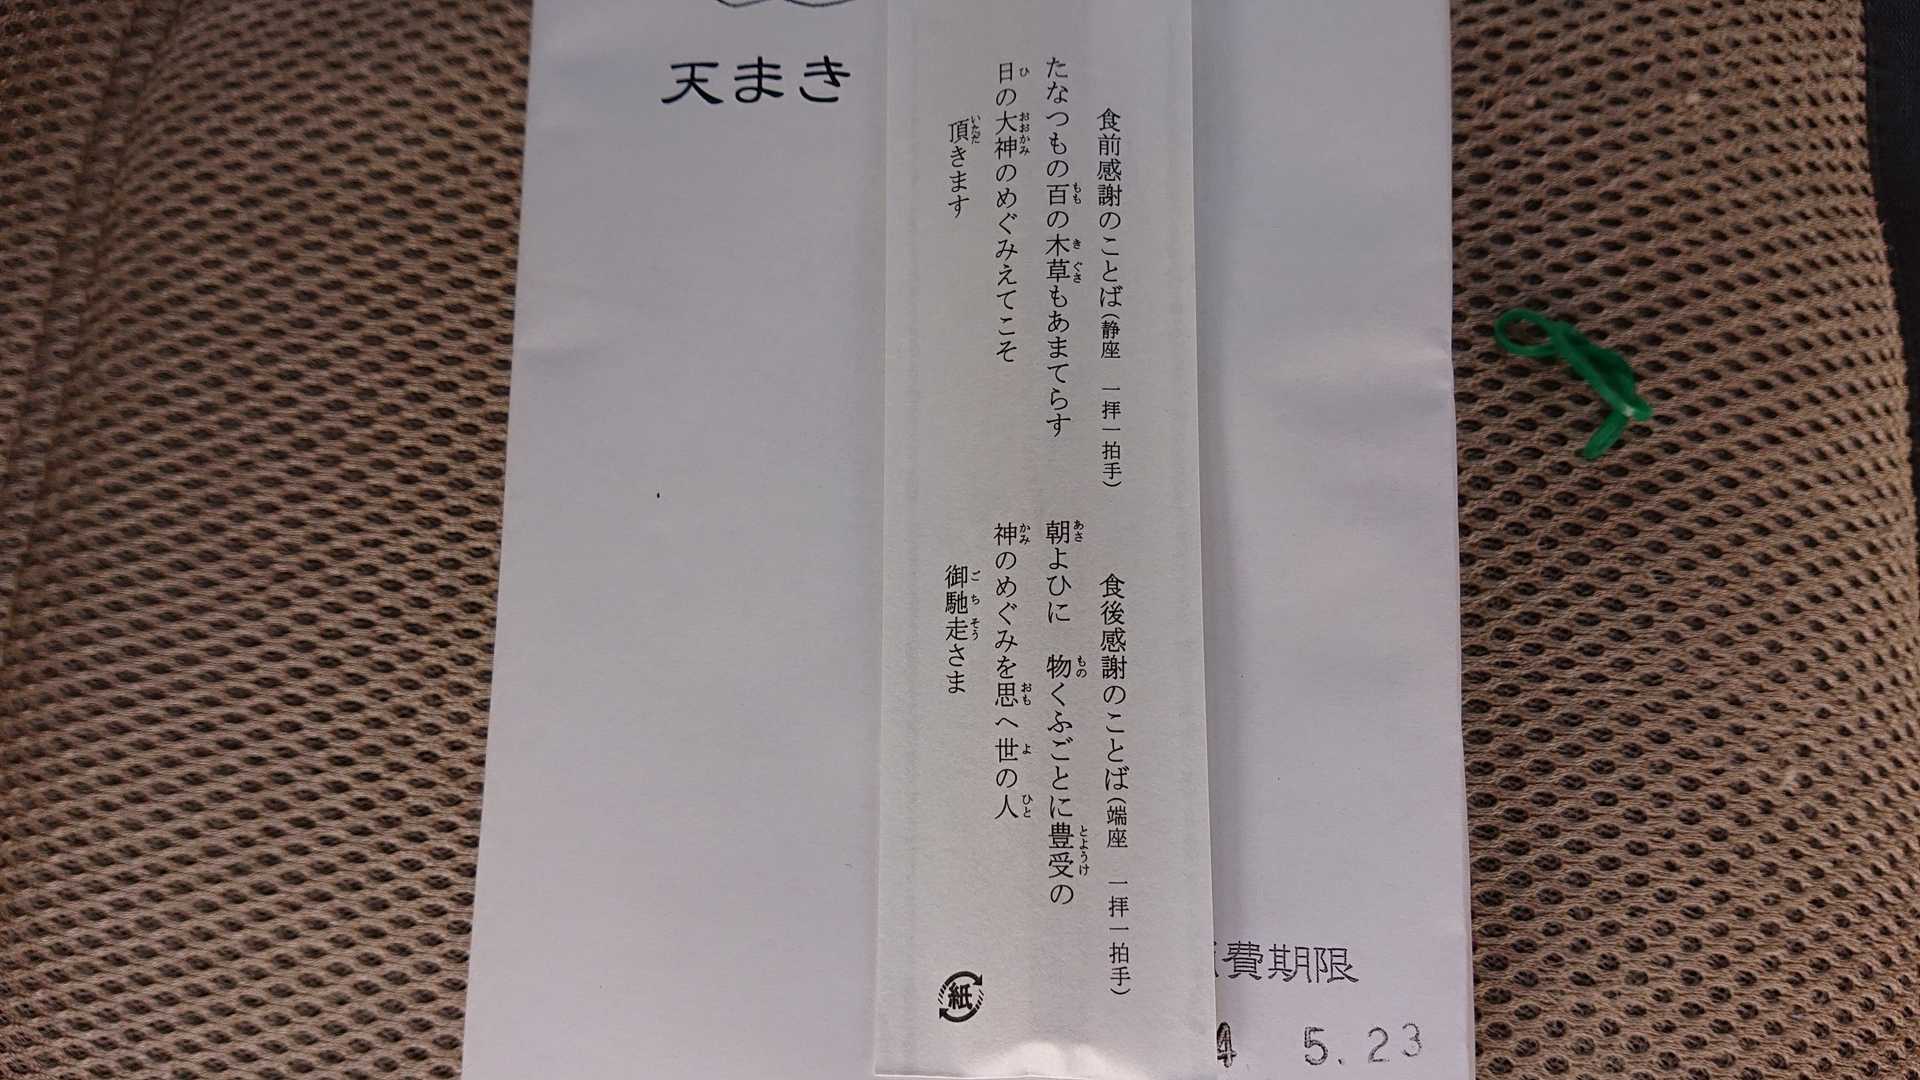 天まき
食前感謝のことば（静座　一拝一拍手）
たなつもの百の木草もあまてらす
日の大神のめぐみえてこそ
頂きます
食後感謝のことば（端座　一拝一拍手）
朝よひに　物くふごとに豊受の
神のめぐみを思へ世の人
御馳走さま
紙
費期限
4 5.23